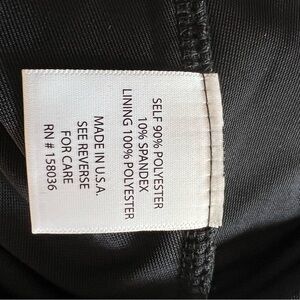 SELF 90% POLYESTER
10% SPANDEX
LINING 100% POLYESTER
MADE IN U.S.A.
SEE REVERSE
FOR CARE
RN # 158036